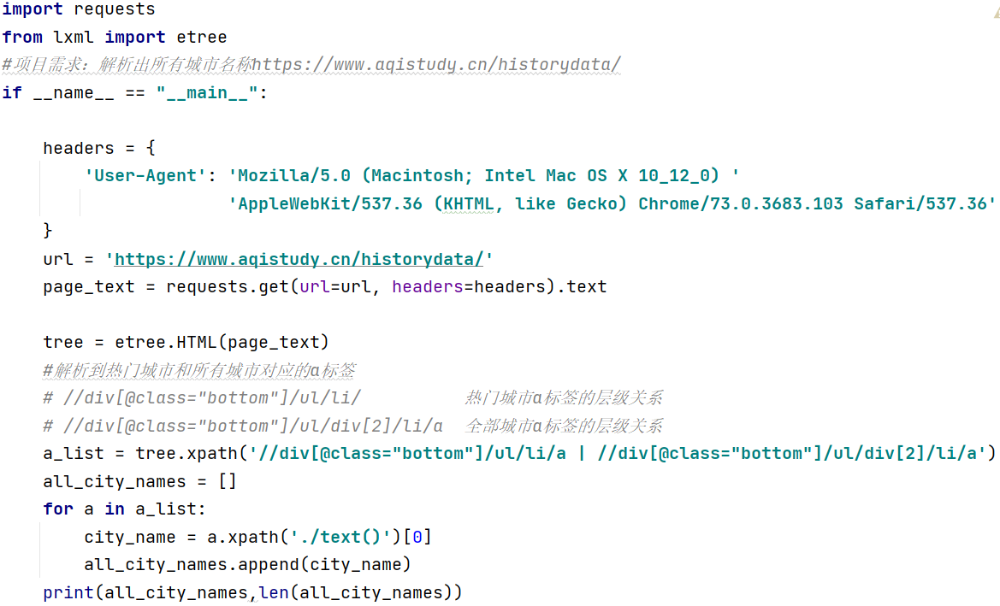 import requests
from lxml import etree
#项目需求：解析出所有城市名称https://www.aqistudy.cn/historydata/
if __name__ == "__main__":
headers = {
'User-Agent': 'Mozilla/5.0 (Macintosh; Intel Mac OS X 10_12_0) '
'AppleWebKit/537.36 (KHTML, like Gecko) Chrome/73.0.3683.103 Safari/537.36'
}
url = 'https://www.aqistudy.cn/historydata/'
page_text = requests.get(url=url, headers=headers).text
tree = etree.HTML(page_text)
#解析到热门城市和所有城市对应的a标签
# //div[@class="bottom"]/ul/li/ 热门城市a标签的层级关系
# //div[@class="bottom"]/ul/div[2]/li/a 全部城市a标签的层级关系
a_list = tree.xpath('//div[@class="bottom"]/ul/li/a | //div[@class="bottom"]/ul/div[2]/li/a')
all_city_names = []
for a in a_list:
city_name = a.xpath('./text()')[0]
all_city_names.append(city_name)
print(all_city_names,len(all_city_names))